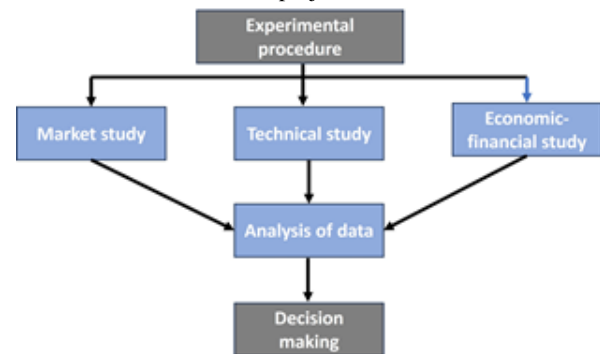 Experimental
procedure
Market study
Technical study
Economic-
financial study
Analysis of data
Decision
making